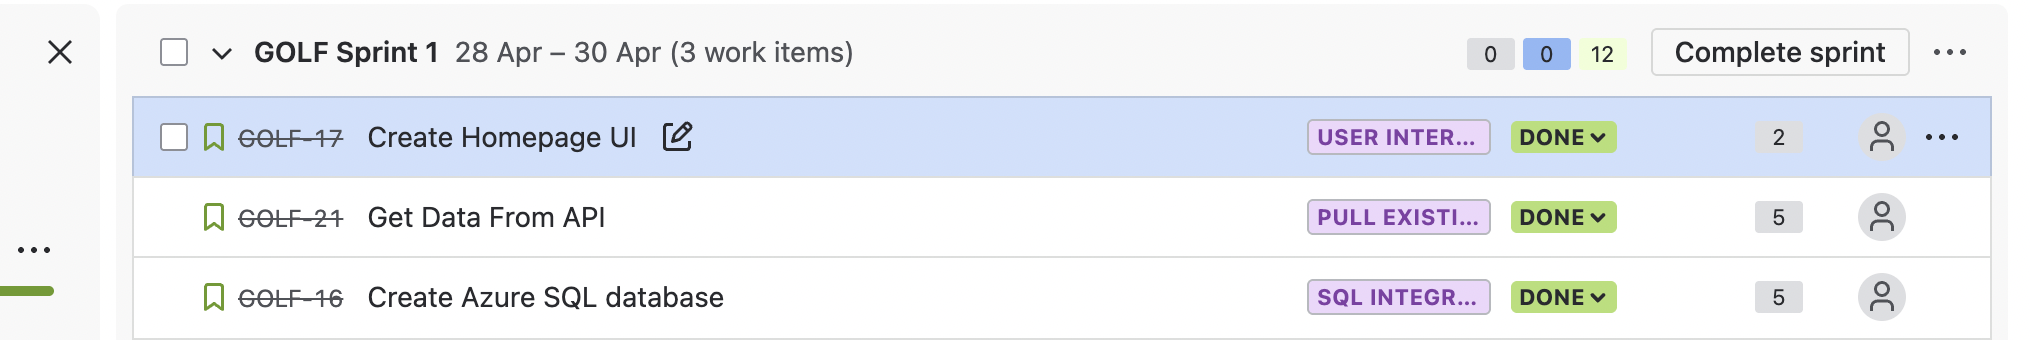 GOLF Sprint 1 28 Apr – 30 Apr (3 work items) 0 0 12 Complete sprint
GOLF-17 Create Homepage UI USER INTER... DONE 2
GOLF-21 Get Data From API PULL EXISTI... DONE 5
GOLF-16 Create Azure SQL database SQL INTEGR... DONE 5